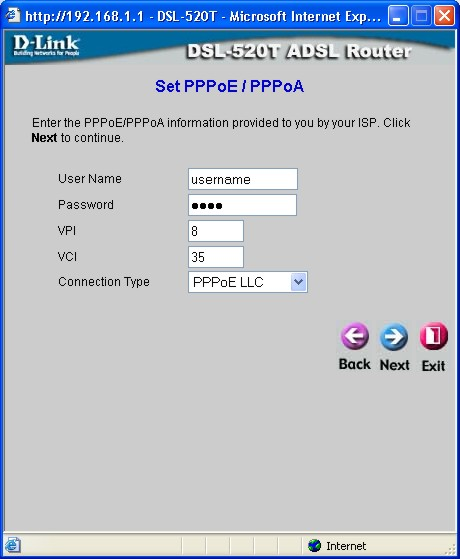 http://192.168.1.1 - DSL-520T - Microsoft Internet Exp...
D-Link
Building Networks for People
DSL-520T ADSL Router
Set PPPoE / PPPoA
Enter the PPPoE/PPPoA information provided to you by your ISP. Click
Next to continue.
User Name username
Password ●●●●
VPI 8
VCI 35
Connection Type PPPoE LLC
Back Next Exit
Internet